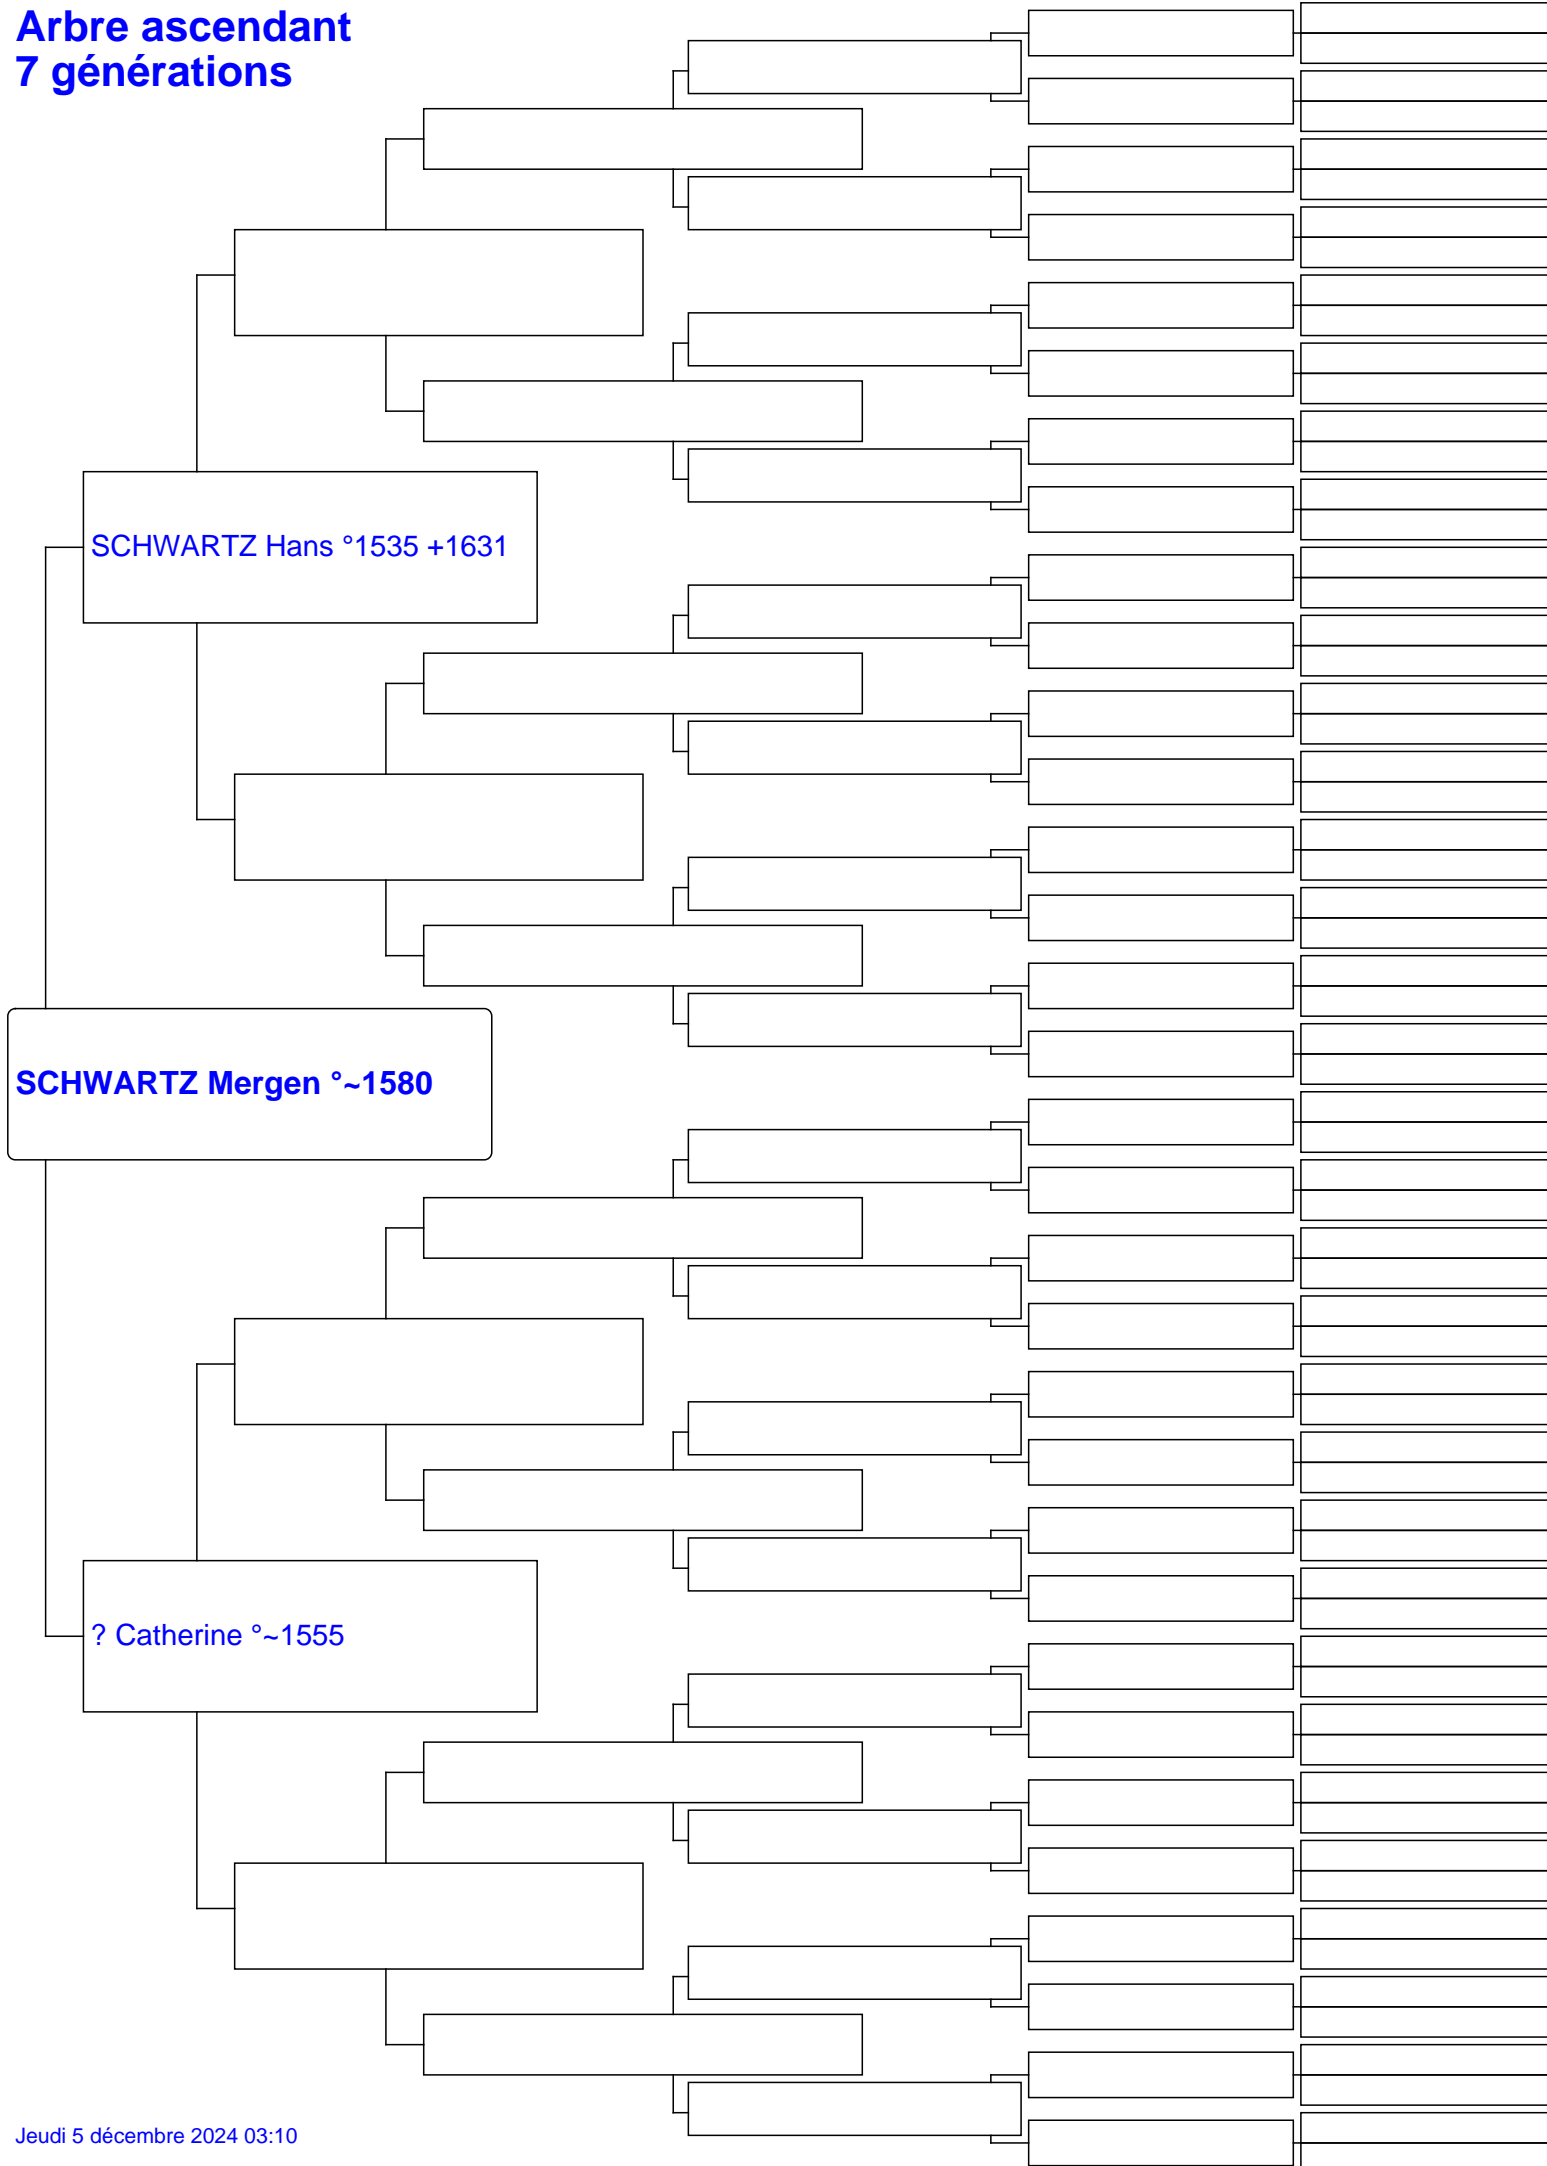 Arbre ascendant
7 générations
SCHWARTZ Hans °1535 +1631
SCHWARTZ Mergen °~1580
? Catherine °~1555
Jeudi 5 décembre 2024 03:10